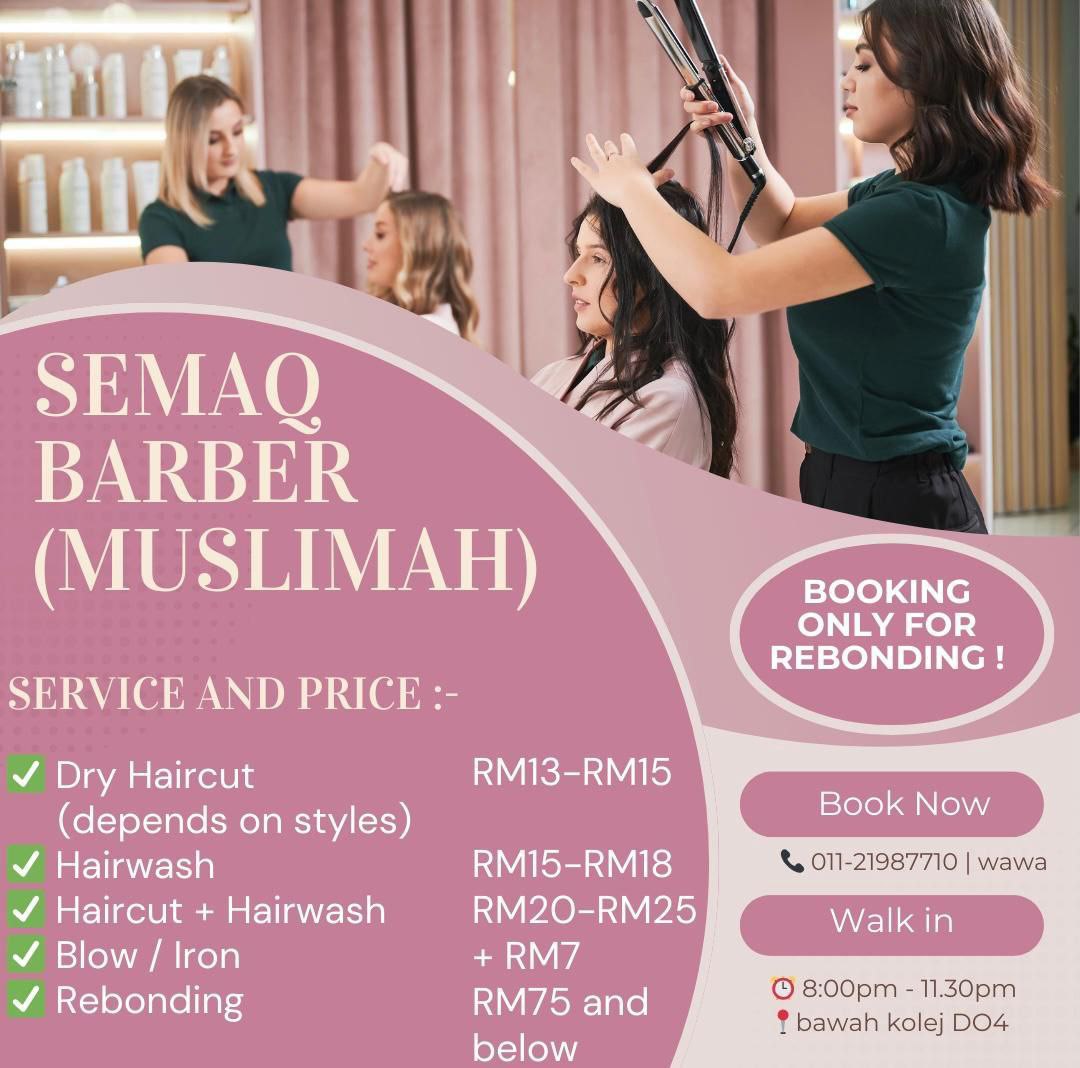 SEMAQ
BARBER
(MUSLIMAH)
SERVICE AND PRICE :-
✅ Dry Haircut RM13-RM15
(depends on styles)
✅ Hairwash RM15-RM18
✅ Haircut + Hairwash RM20-RM25
✅ Blow / Iron + RM7
✅ Rebonding RM75 and
below
BOOKING
ONLY FOR
REBONDING !
Book Now
📞 011-21987710 | wawa
Walk in
⏰ 8:00pm - 11.30pm
📍bawah kolej DO4